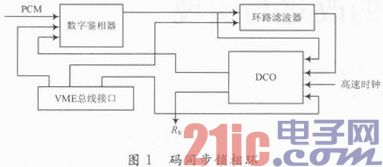 PCM
数字鉴相器
环路滤波器
DCO
高速时钟
VME总线接口
Rb
21ic 电子网
.com
图 1 码同步锁相环